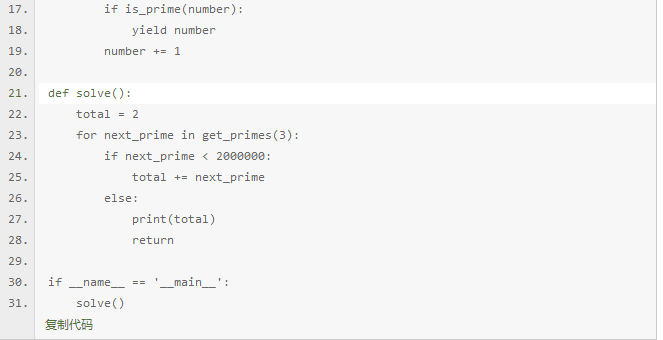 17.         if is_prime(number):
18.             yield number
19.         number += 1
20.
21. def solve():
22.     total = 2
23.     for next_prime in get_primes(3):
24.         if next_prime < 2000000:
25.             total += next_prime
26.         else:
27.             print(total)
28.             return
29.
30. if __name__ == '__main__':
31.     solve()
复制代码